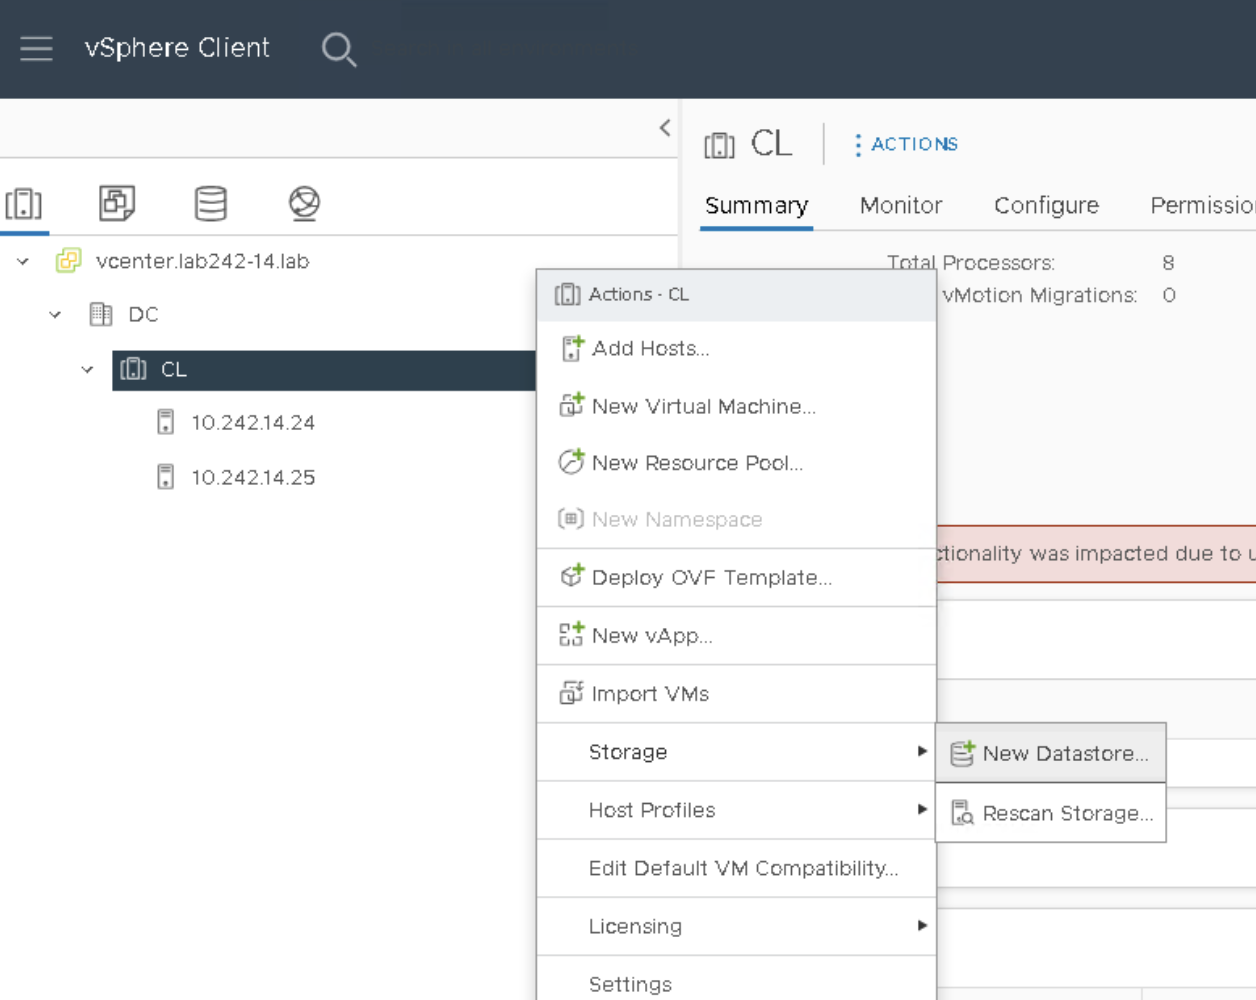 vSphere Client
CL
ACTIONS
Summary
Monitor
Configure
vcenter.lab242-14.lab
DC
CL
10.242.14.24
10.242.14.25
Total Processors: 8
vMotion Migrations: 0
Actions - CL
Add Hosts...
New Virtual Machine...
New Resource Pool...
New Namespace
Deploy OVF Template...
New vApp...
Import VMs
Storage
New Datastore...
Rescan Storage...
Host Profiles
Edit Default VM Compatibility...
Licensing
Settings
was impacted due to